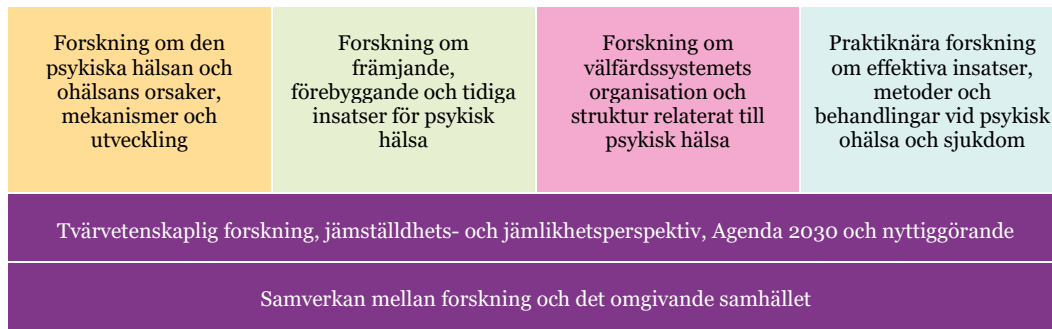 Forskning om den
psykiska hälsan och
ohälsans orsaker,
mekanismer och
utveckling
Forskning om
främjande,
förebyggande och tidiga
insatser för psykisk
hälsa
Forskning om
välfärdssystemets
organisation och
struktur relaterat till
psykisk hälsa
Praktiknära forskning
om effektiva insatser,
metoder och
behandlingar vid psykisk
ohälsa och sjukdom
Tvärvetenskaplig forskning, jämställdhets- och jämlikhetsperspektiv, Agenda 2030 och nyttiggörande
Samverkan mellan forskning och det omgivande samhället